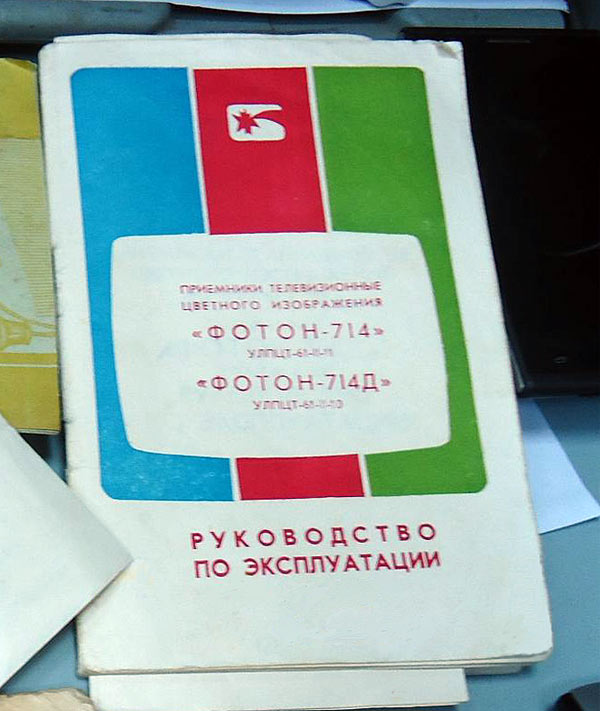 ПРИЕМНИКИ ТЕЛЕВИЗИОННЫЕ
ЦВЕТНОГО ИЗОБРАЖЕНИЯ
«ФОТОН-714»
УЛПЦТ-61-II-11
«ФОТОН-714Д»
УЛПЦТ-61-II-10
РУКОВОДСТВО
ПО ЭКСПЛУАТАЦИИ